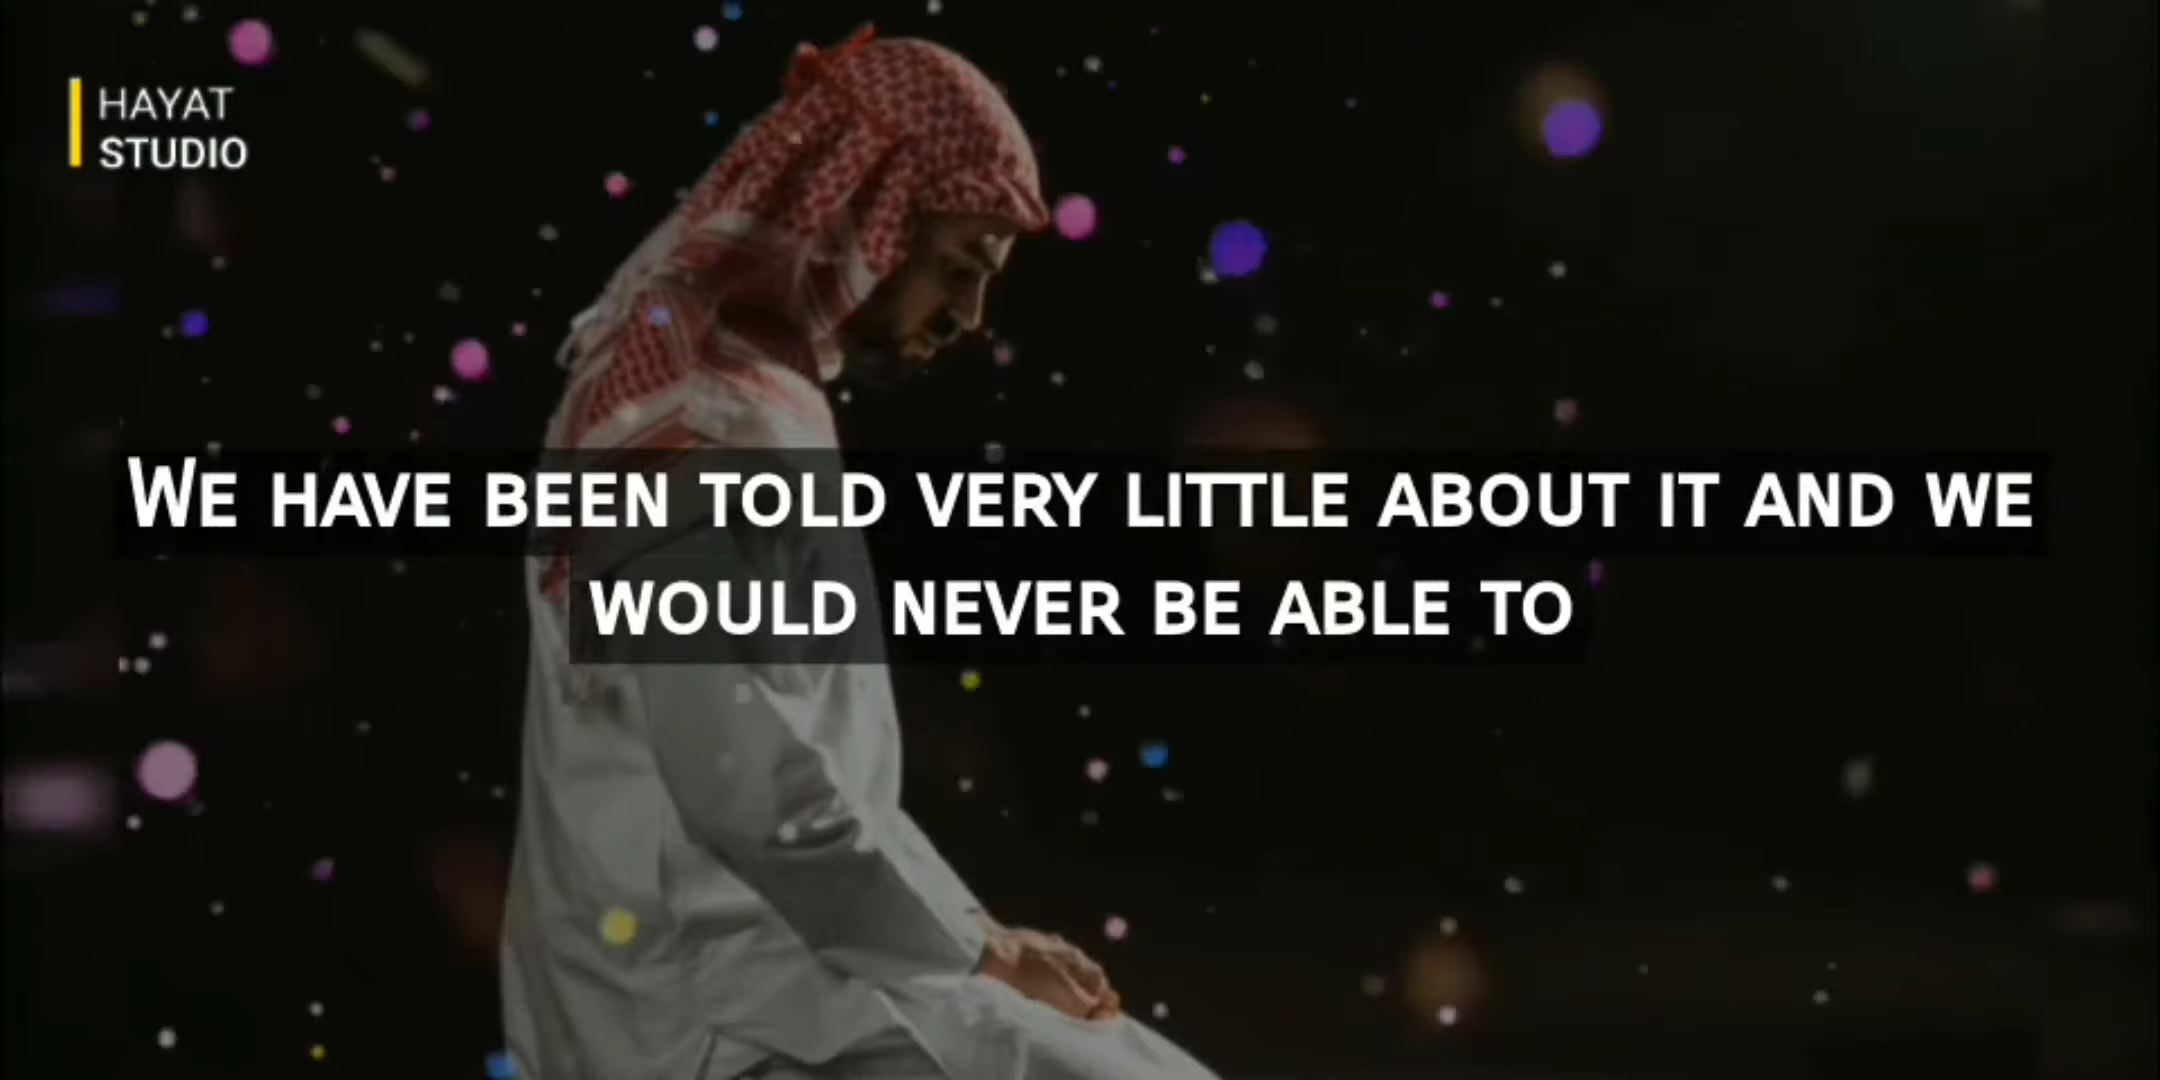 HAYAT
STUDIO
WE HAVE BEEN TOLD VERY LITTLE ABOUT IT AND WE
WOULD NEVER BE ABLE TO